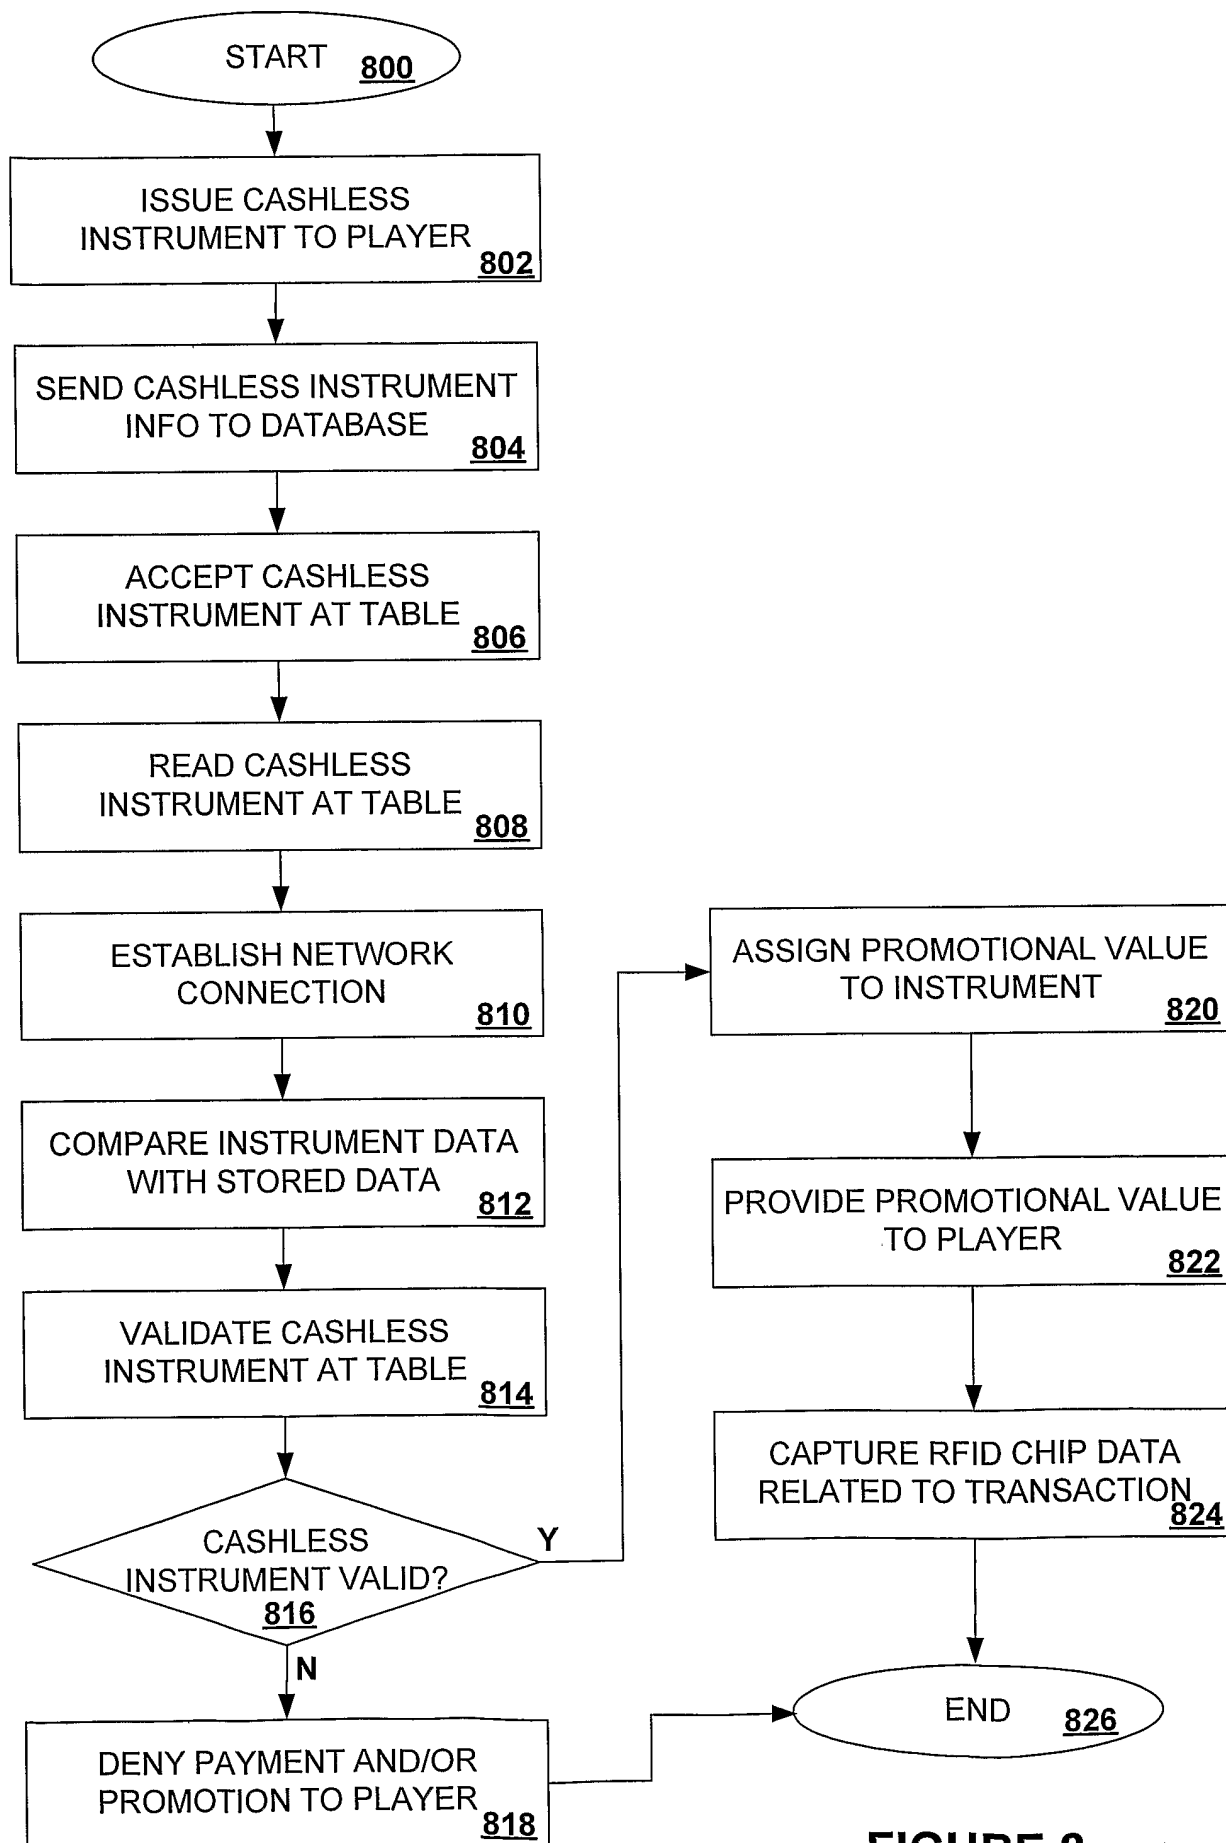 START 800
ISSUE CASHLESS
INSTRUMENT TO PLAYER
802
SEND CASHLESS INSTRUMENT
INFO TO DATABASE
804
ACCEPT CASHLESS
INSTRUMENT AT TABLE
806
READ CASHLESS
INSTRUMENT AT TABLE
808
ESTABLISH NETWORK
CONNECTION
810
COMPARE INSTRUMENT DATA
WITH STORED DATA
812
VALIDATE CASHLESS
INSTRUMENT AT TABLE
814
CASHLESS
INSTRUMENT VALID?
816
Y
N
DENY PAYMENT AND/OR
PROMOTION TO PLAYER
818
ASSIGN PROMOTIONAL VALUE
TO INSTRUMENT
820
PROVIDE PROMOTIONAL VALUE
TO PLAYER
822
CAPTURE RFID CHIP DATA
RELATED TO TRANSACTION
824
END 826
FIGURE 8